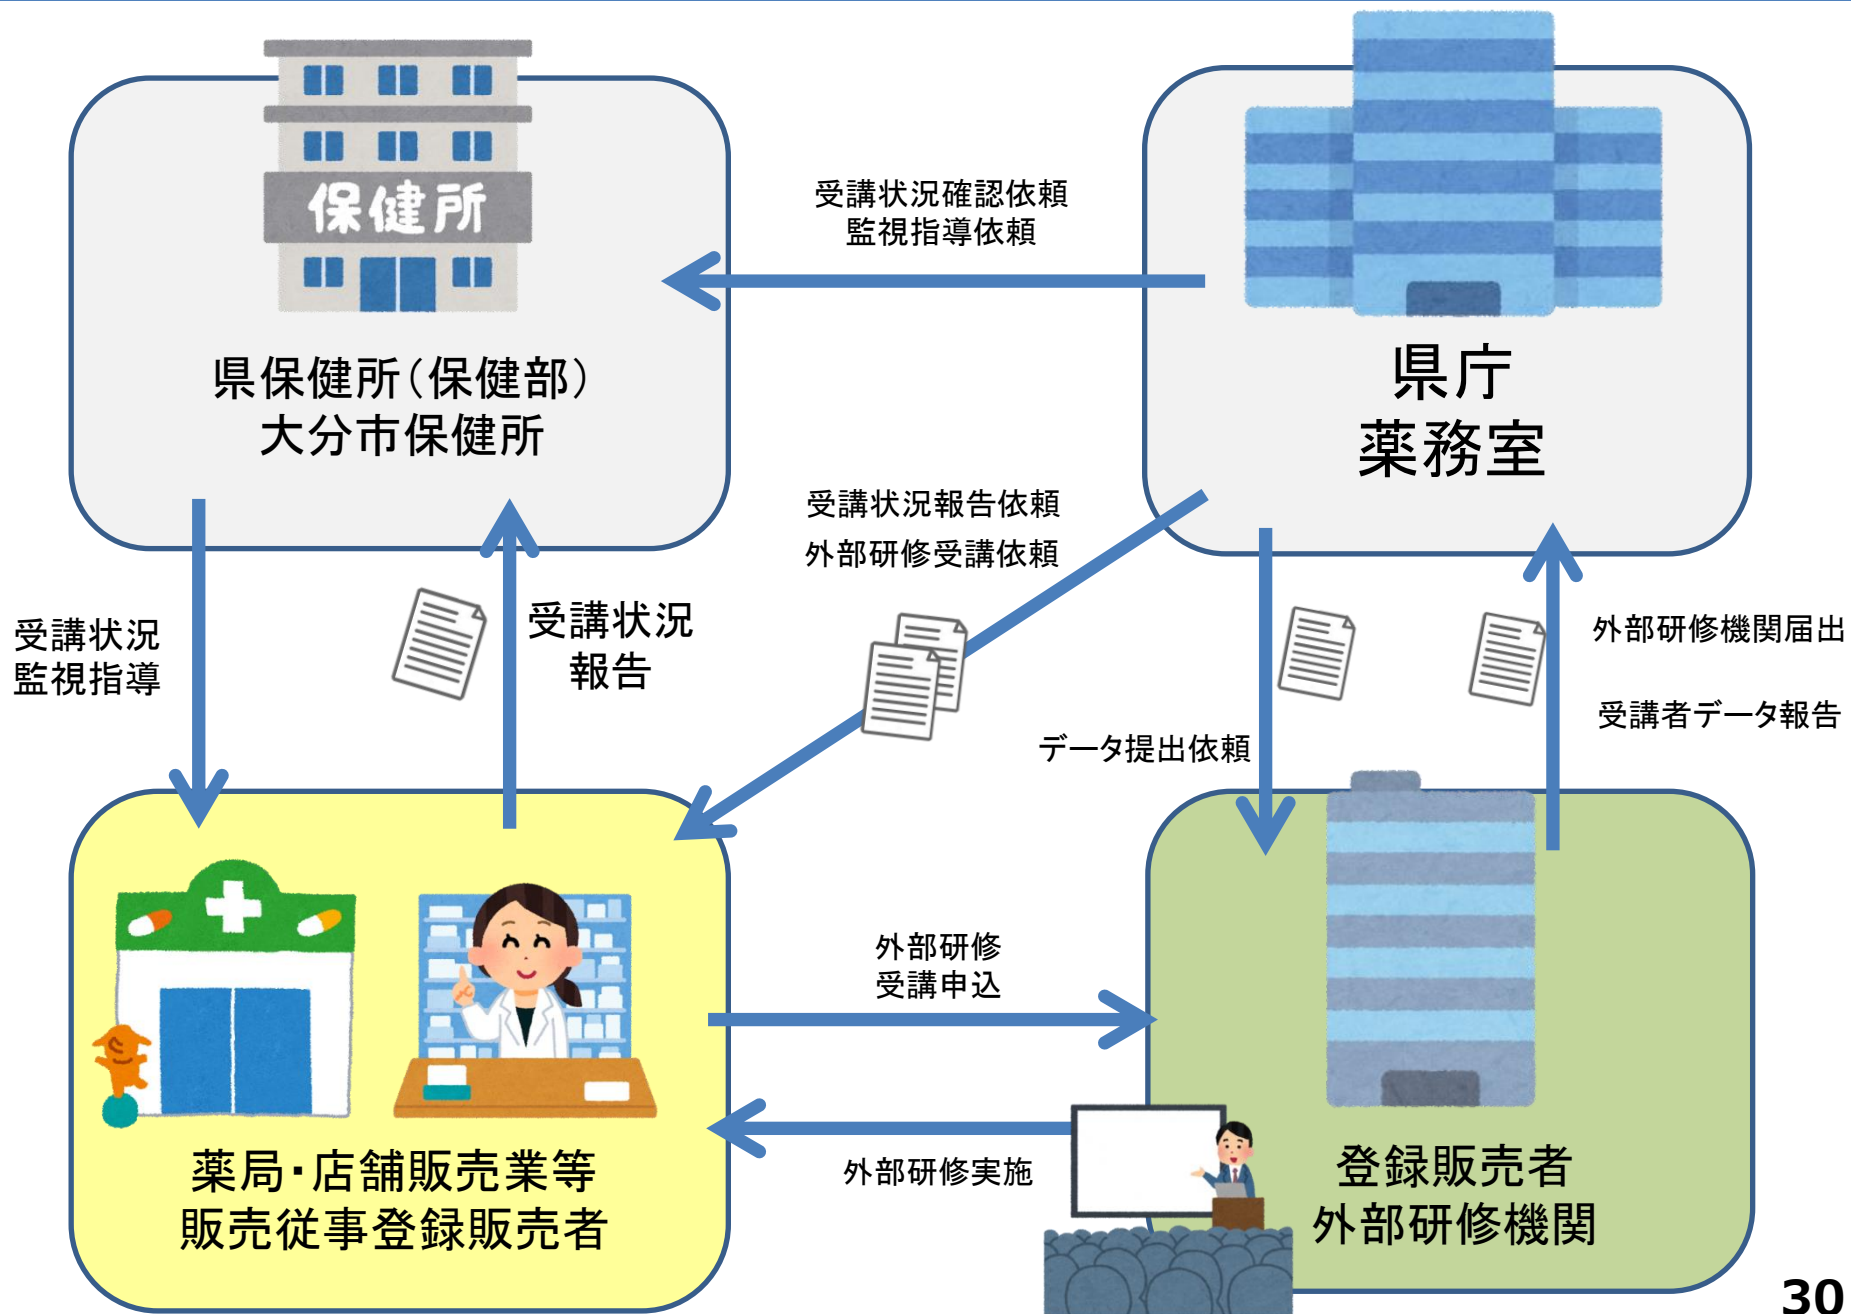 保健所
県保健所(保健部)
大分市保健所
受講状況確認依頼
監視指導依頼
県庁
薬務室
受講状況報告依頼
外部研修受講依頼
受講状況
監視指導
受講状況
報告
外部研修機関届出
受講者データ報告
データ提出依頼
外部研修
受講申込
外部研修実施
薬局・店舗販売業等
販売従事登録販売者
登録販売者
外部研修機関
30